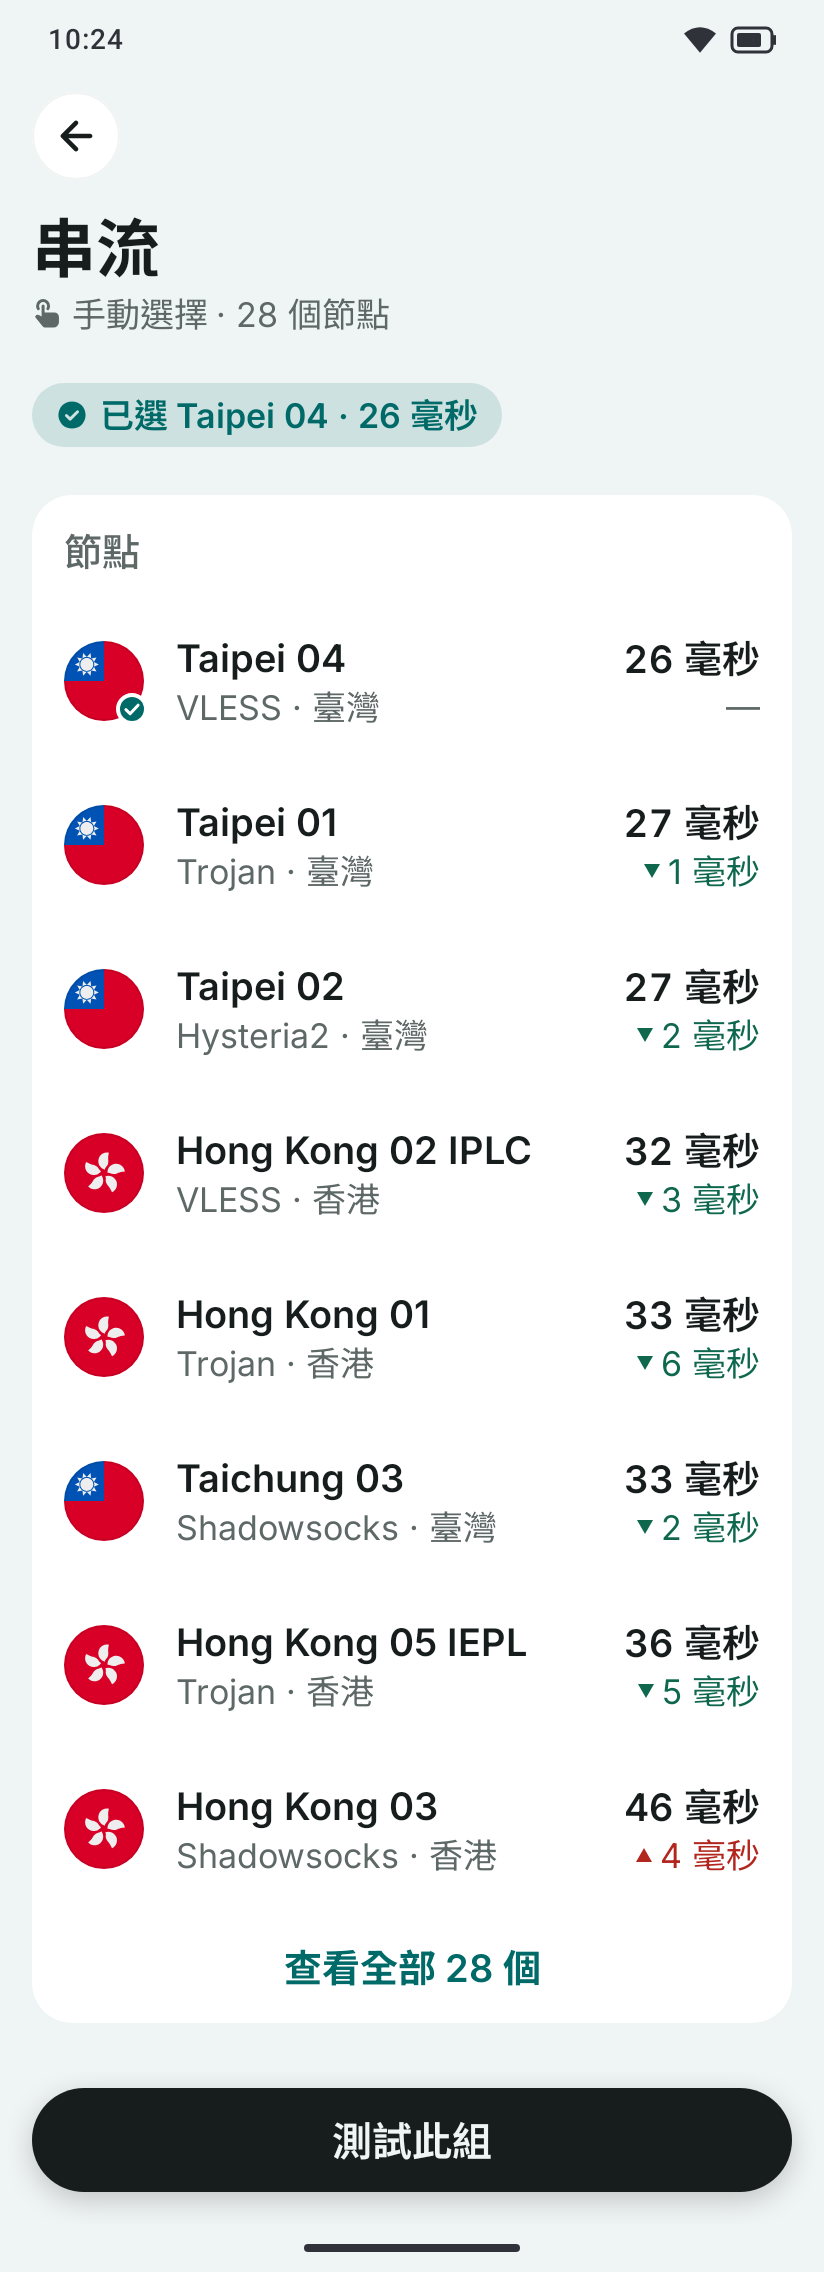 10:24
串流
手動選擇 · 28 個節點
已選 Taipei 04 · 26 毫秒
節點
Taipei 04
26 毫秒
VLESS · 臺灣
—
Taipei 01
27 毫秒
Trojan · 臺灣
▼1 毫秒
Taipei 02
27 毫秒
Hysteria2 · 臺灣
▼2 毫秒
Hong Kong 02 IPLC
32 毫秒
VLESS · 香港
▼3 毫秒
Hong Kong 01
33 毫秒
Trojan · 香港
▼6 毫秒
Taichung 03
33 毫秒
Shadowsocks · 臺灣
▼2 毫秒
Hong Kong 05 IEPL
36 毫秒
Trojan · 香港
▼5 毫秒
Hong Kong 03
46 毫秒
Shadowsocks · 香港
▲4 毫秒
查看全部 28 個
測試此組